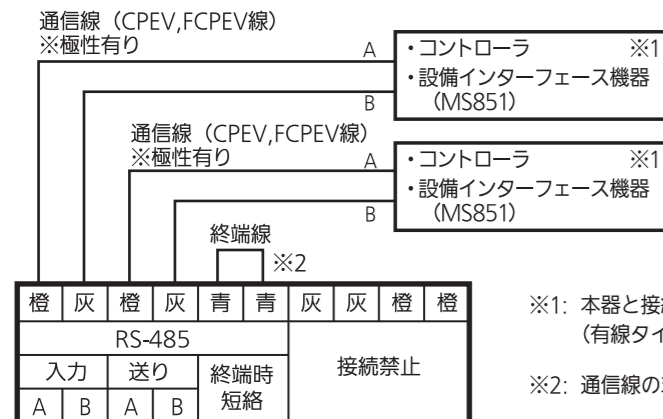 通信線（CPEV,FCPEV線）
※極性有り
A
・コントローラ ※1
・設備インターフェース機器
（MS851）
B
通信線（CPEV,FCPEV線）
※極性有り
A
・コントローラ ※1
・設備インターフェース機器
（MS851）
B
終端線
※2
橙 灰 橙 灰 青 青 灰 灰 橙 橙
RS-485
入力 送り 終端時
短絡 接続禁止
A B A B
※1: 本器と接
（有線タイ
※2: 通信線の